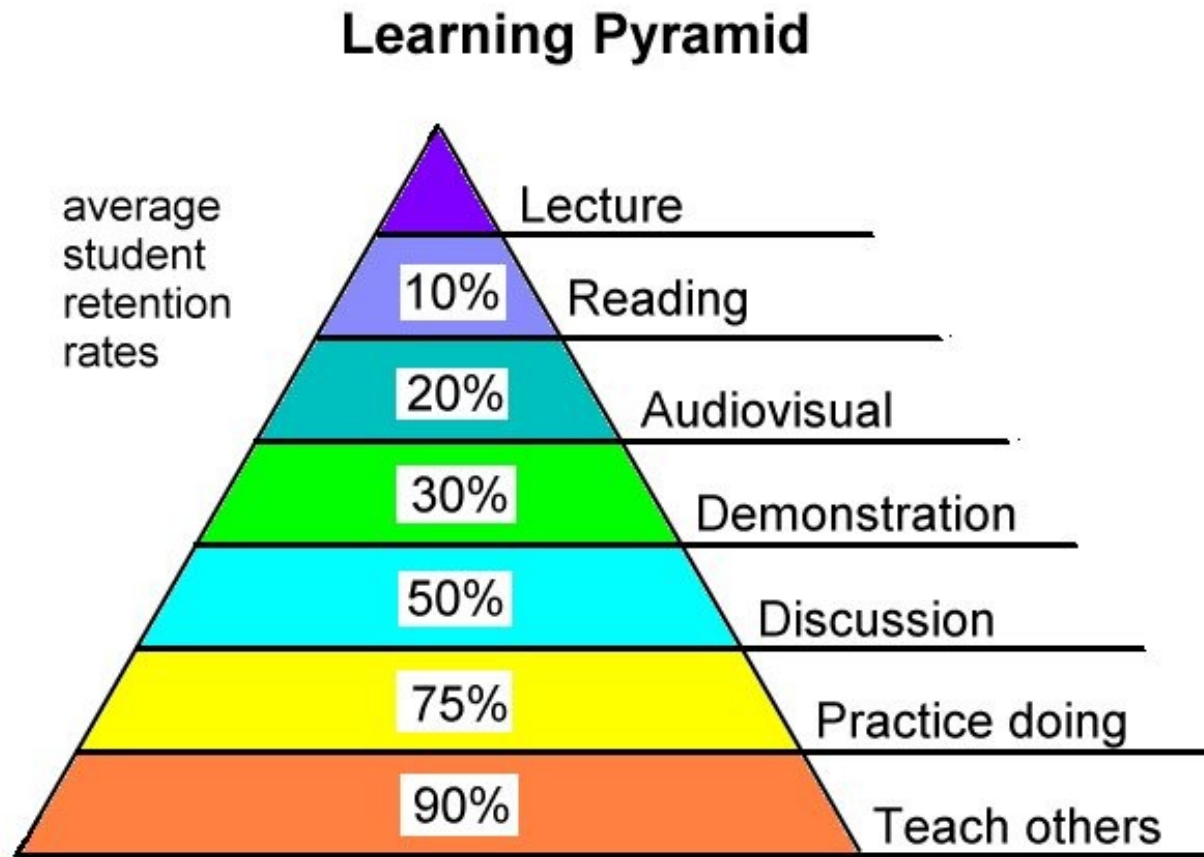 Learning Pyramid
average
student
retention
rates
Lecture
10%
Reading
20%
Audiovisual
30%
Demonstration
50%
Discussion
75%
Practice doing
90%
Teach others